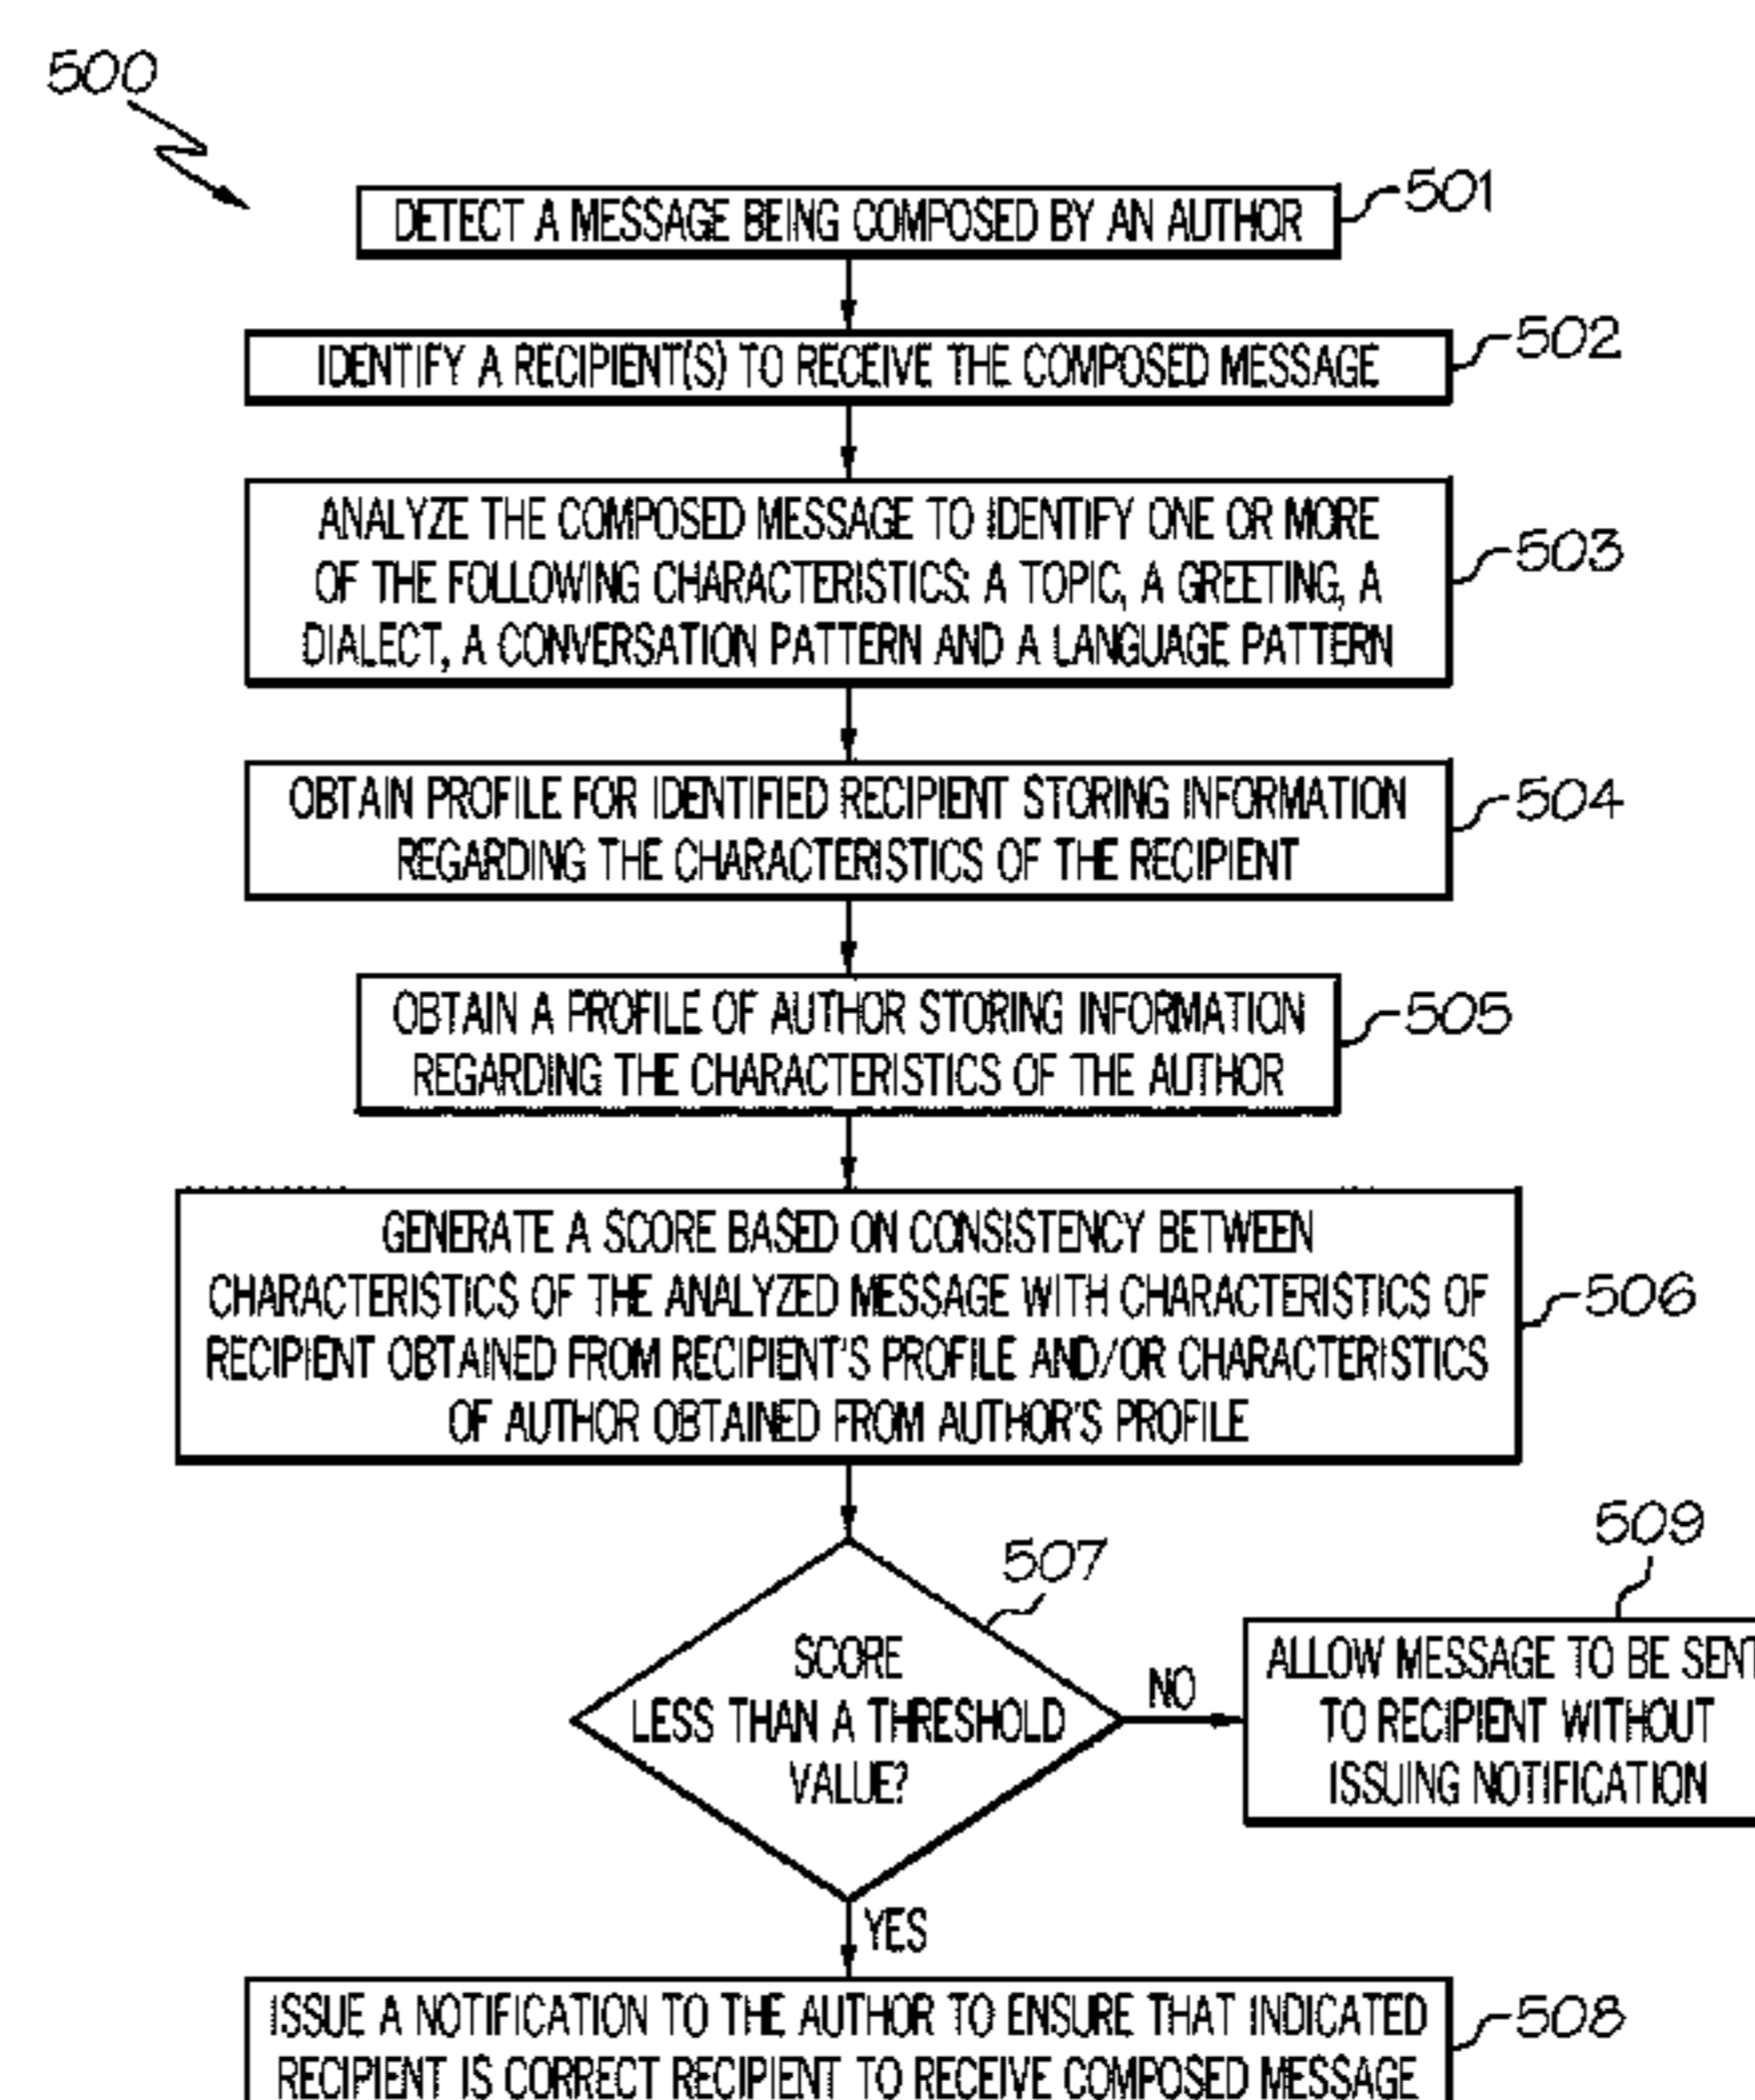 500
DETECT A MESSAGE BEING COMPOSED BY AN AUTHOR
501
IDENTIFY A RECIPIENT(S) TO RECEIVE THE COMPOSED MESSAGE
502
ANALYZE THE COMPOSED MESSAGE TO IDENTIFY ONE OR MORE
OF THE FOLLOWING CHARACTERISTICS: A TOPIC, A GREETING, A
DIALECT, A CONVERSATION PATTERN AND A LANGUAGE PATTERN
503
OBTAIN PROFILE FOR IDENTIFIED RECIPIENT STORING INFORMATION
REGARDING THE CHARACTERISTICS OF THE RECIPIENT
504
OBTAIN A PROFILE OF AUTHOR STORING INFORMATION
REGARDING THE CHARACTERISTICS OF THE AUTHOR
505
GENERATE A SCORE BASED ON CONSISTENCY BETWEEN
CHARACTERISTICS OF THE ANALYZED MESSAGE WITH CHARACTERISTICS OF
RECIPIENT OBTAINED FROM RECIPIENT'S PROFILE AND/OR CHARACTERISTICS
OF AUTHOR OBTAINED FROM AUTHOR'S PROFILE
506
507
SCORE
LESS THAN A THRESHOLD
VALUE?
NO
509
ALLOW MESSAGE TO BE SENT
TO RECIPIENT WITHOUT
ISSUING NOTIFICATION
YES
ISSUE A NOTIFICATION TO THE AUTHOR TO ENSURE THAT INDICATED
RECIPIENT IS CORRECT RECIPIENT TO RECEIVE COMPOSED MESSAGE
508